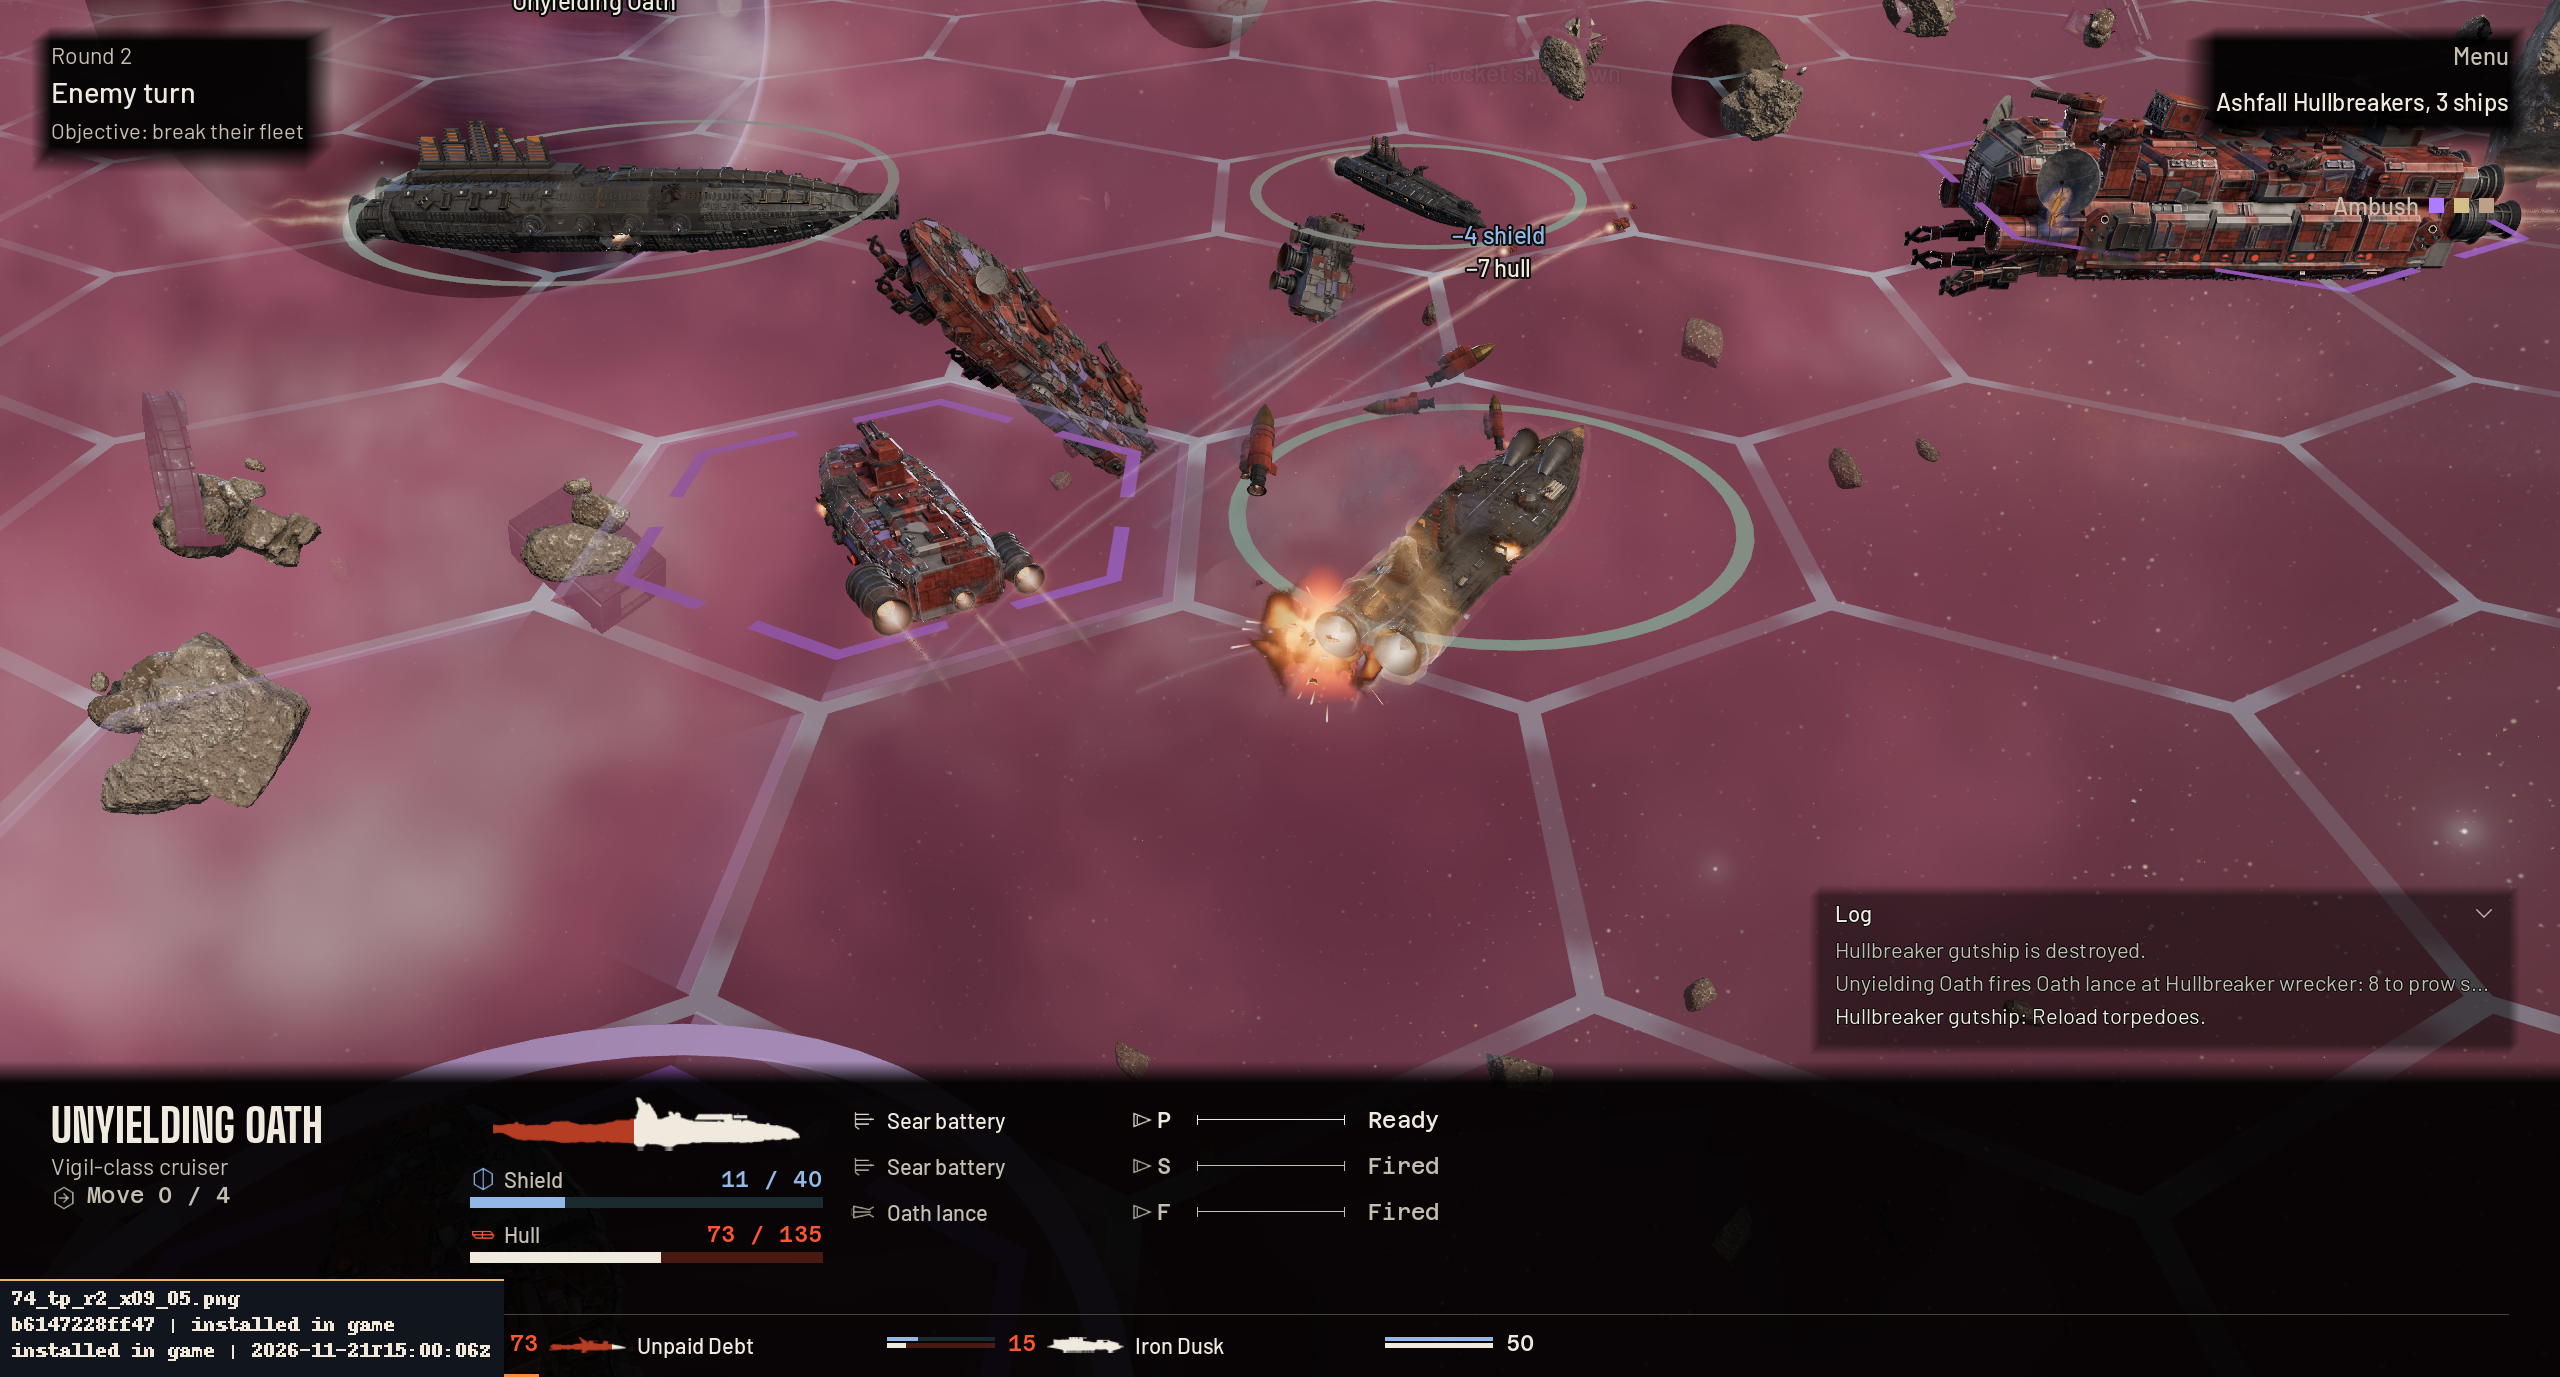 Unyielding Oath
Round 2
Enemy turn
Objective: break their fleet
Menu
Ashfall Hullbreakers, 3 ships
Ambush
-4 shield
-7 hull
Log
Hullbreaker gutship is destroyed.
Unyielding Oath fires Oath lance at Hullbreaker wrecker: 8 to prow s...
Hullbreaker gutship: Reload torpedoes.
UNYIELDING OATH
Vigil-class cruiser
Move 0 / 4
Shield 11 / 40
Hull 73 / 135
Sear battery P Ready
Sear battery S Fired
Oath lance F Fired
74_tp_r2_x09_05.png
b6147228ff47 | installed in game
installed in game | 2026-11-21r15:00:06z
73 Unpaid Debt 15 Iron Dusk 50